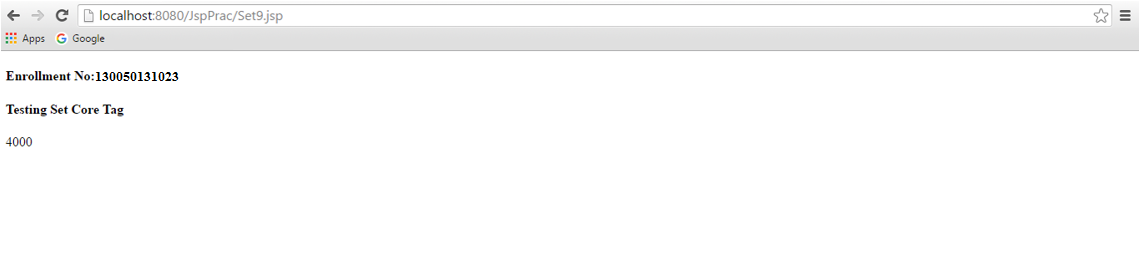 localhost:8080/JspPrac/Set9.jsp
Apps Google
Enrollment No:130050131023
Testing Set Core Tag
4000